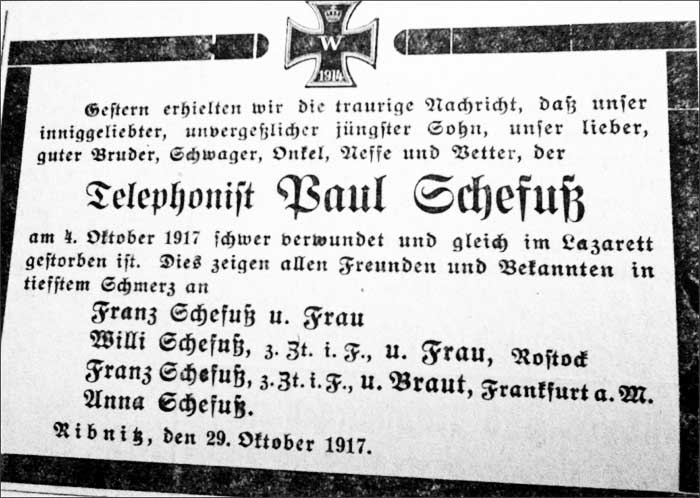 W
1914
Gestern erhielten wir die traurige Nachricht, daß unser
inniggeliebter, unvergeßlicher jüngster Sohn, unser lieber,
guter Bruder, Schwager, Onkel, Neffe und Vetter, der
Telephonist Paul Schefuß
am 4. Oktober 1917 schwer verwundet und gleich im Lazarett
gestorben ist. Dies zeigen allen Freunden und Bekannten in
tiefstem Schmerz an
Franz Schefuß u. Frau
Willi Schefuß, z. Zt. i. F., u. Frau, Rostock
Franz Schefuß, z. Zt. i. F., u. Braut, Frankfurt a. M.
Anna Schefuß.
Ribnitz, den 29. Oktober 1917.